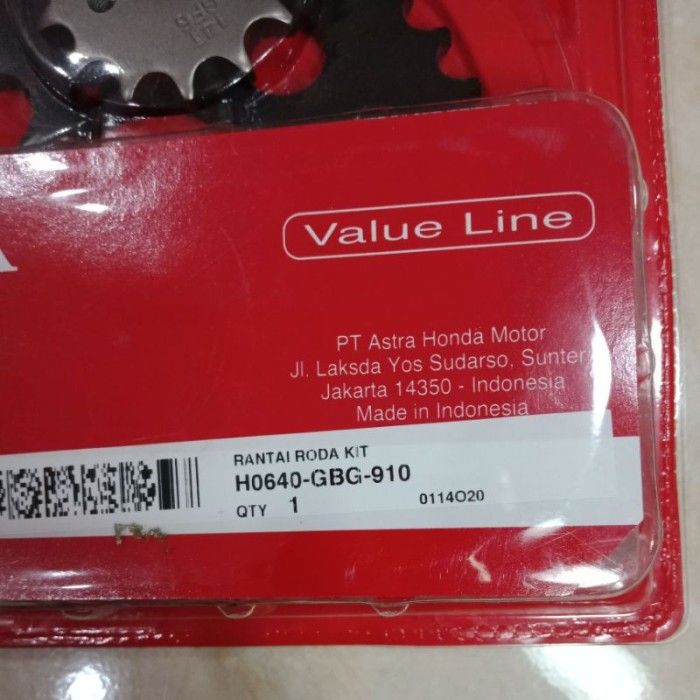 14T
Value Line
PT Astra Honda Motor
Jl. Laksda Yos Sudarso, Sunter
Jakarta 14350 - Indonesia
Made in Indonesia
RANTAI RODA KIT
H0640-GBG-910
QTY 1 0114O20